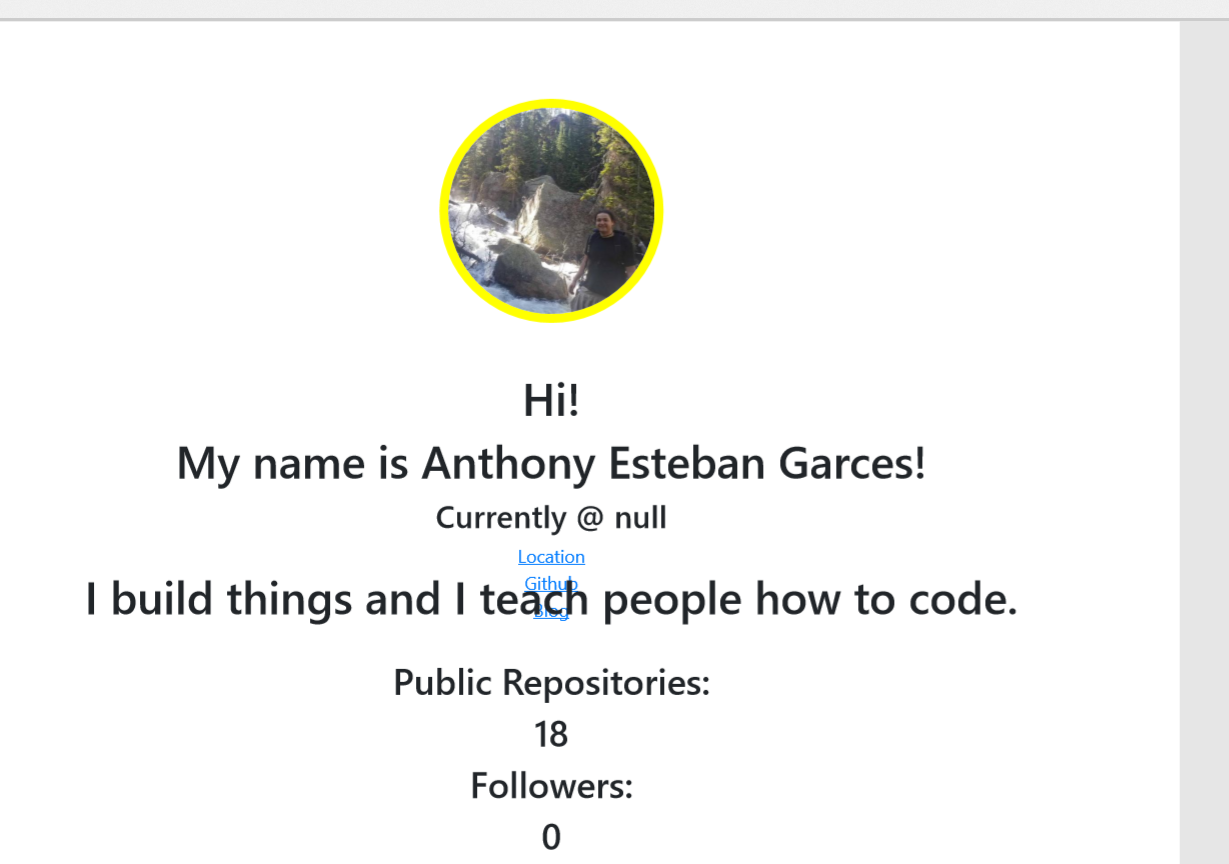 Hi!
My name is Anthony Esteban Garces!
Currently @ null
Location
Github
I build things and I teach people how to code.
Blog
Public Repositories:
18
Followers:
0